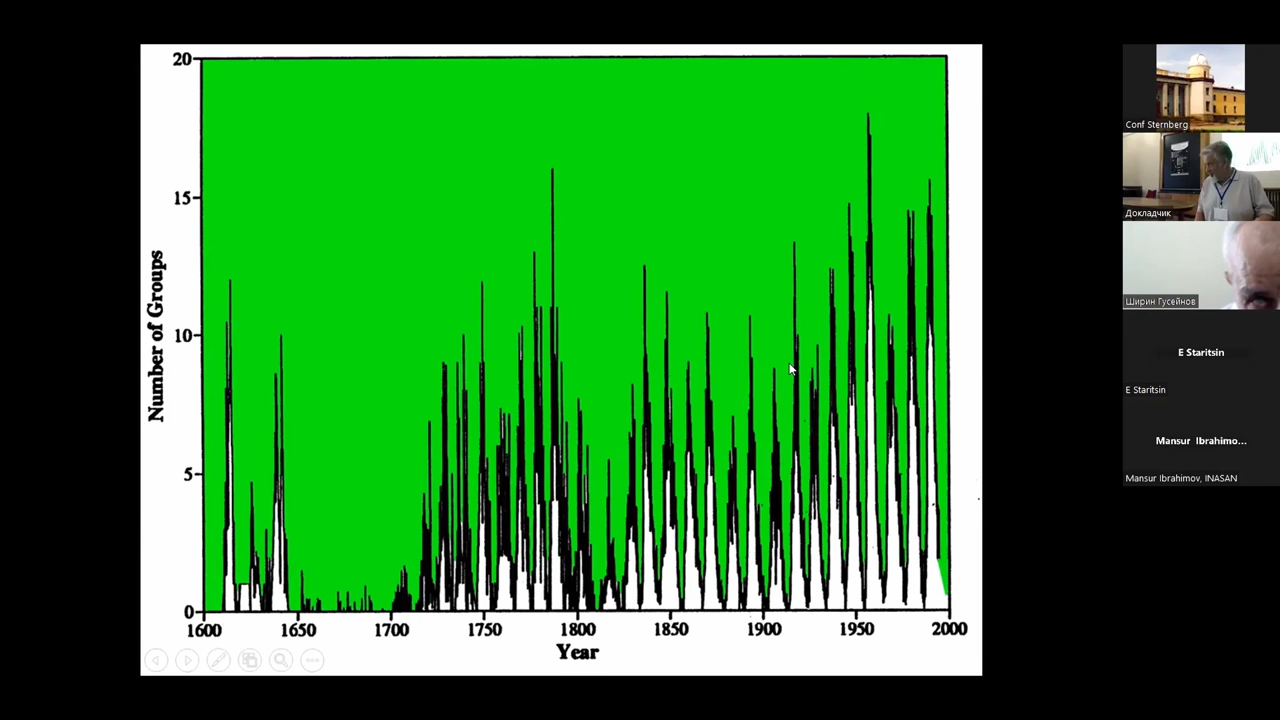 20
15
10
5
0
Number of Groups
1600 1650 1700 1750 1800 1850 1900 1950 2000
Year
Conf Sternberg
Докладчик
Ширин Гусейнов
E Staritsin
E Staritsin
Mansur Ibrahimo...
Mansur Ibrahimov, INASAN